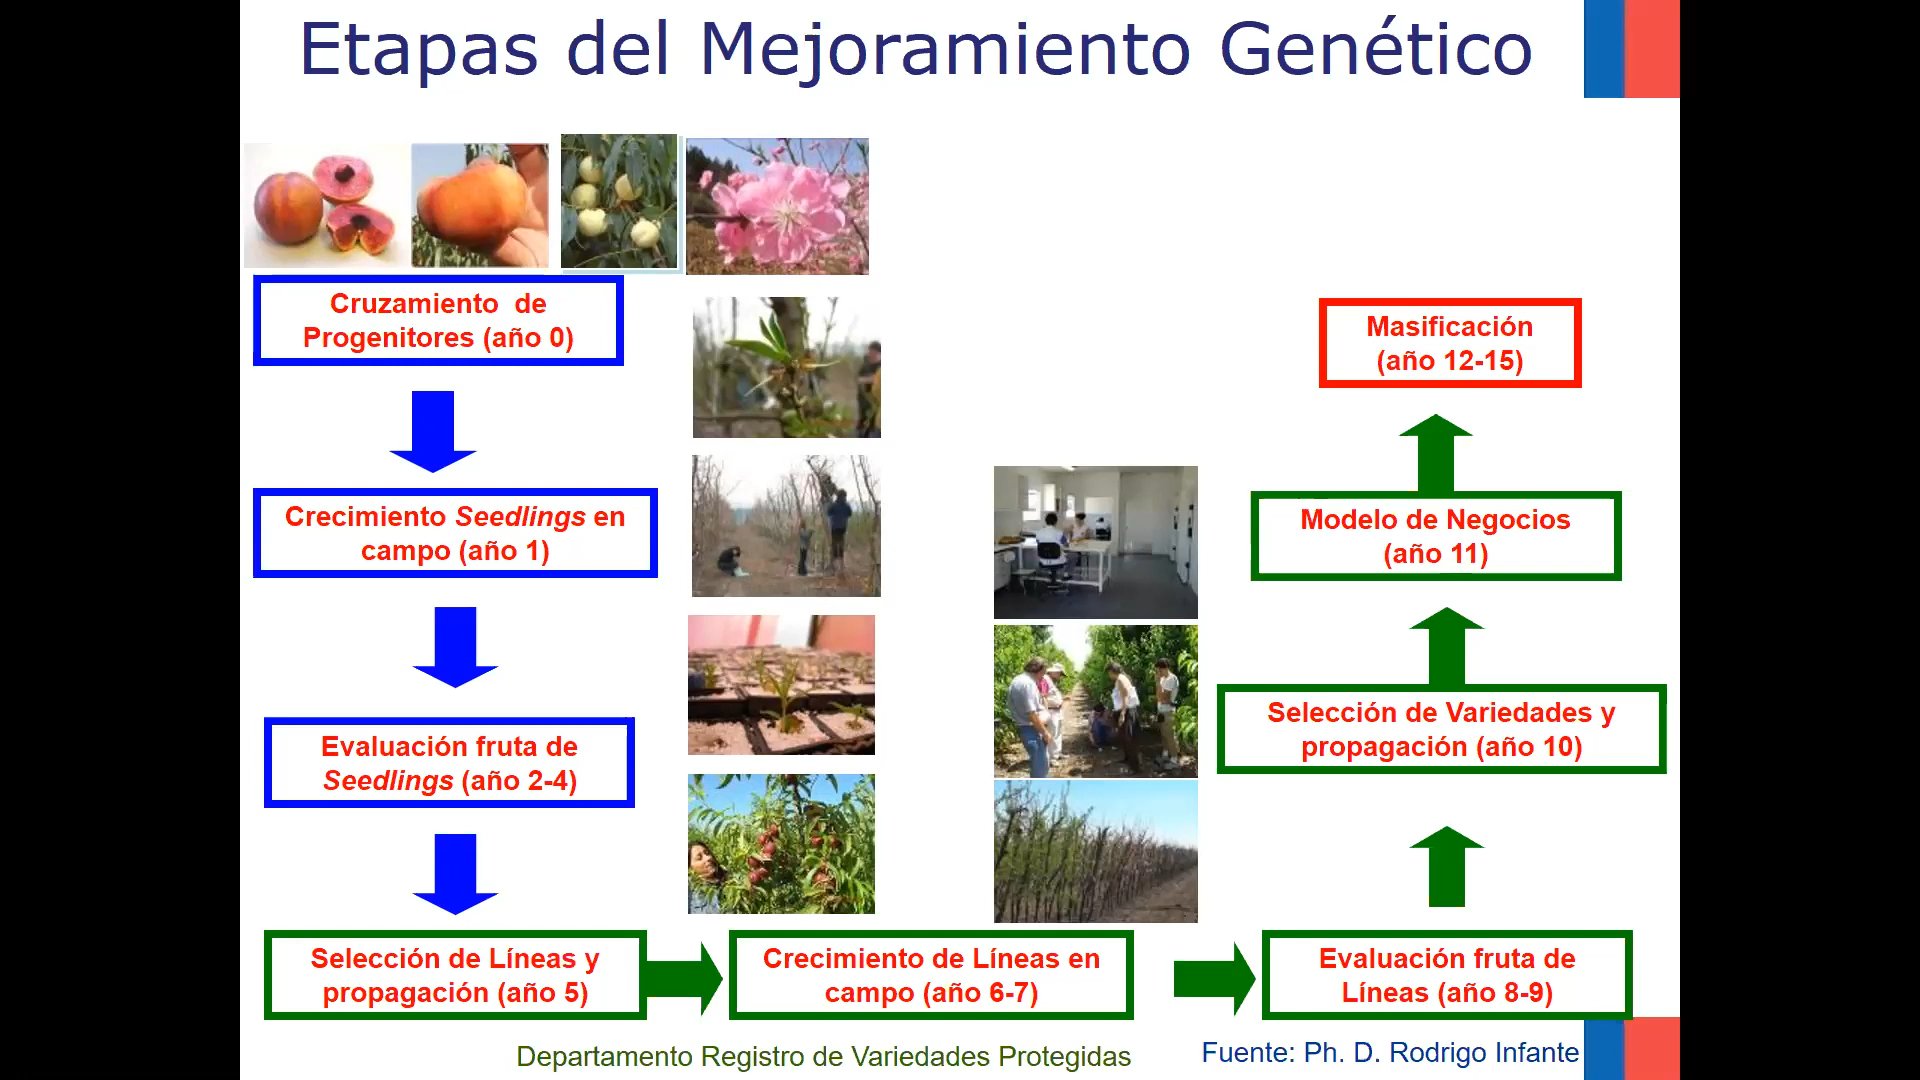 Etapas del Mejoramiento Genético
Cruzamiento de
Progenitores (año 0)
Crecimiento Seedlings en
campo (año 1)
Evaluación fruta de
Seedlings (año 2-4)
Selección de Líneas y
propagación (año 5)
Crecimiento de Líneas en
campo (año 6-7)
Evaluación fruta de
Líneas (año 8-9)
Selección de Variedades y
propagación (año 10)
Modelo de Negocios
(año 11)
Masificación
(año 12-15)
Departamento Registro de Variedades Protegidas
Fuente: Ph. D. Rodrigo Infante